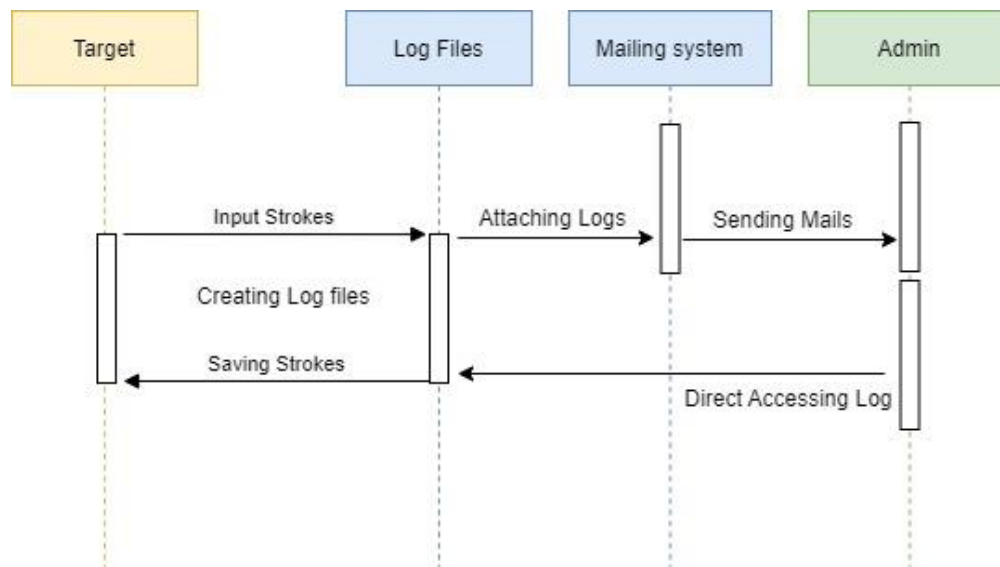 Target
Log Files
Mailing system
Admin
Input Strokes
Attaching Logs
Sending Mails
Creating Log files
Saving Strokes
Direct Accessing Log